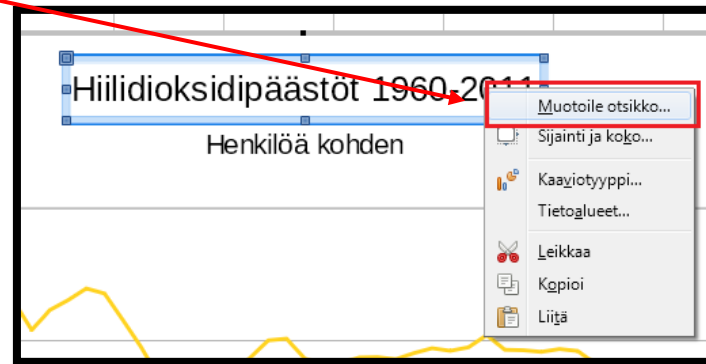 Hiilidioksidipäästöt 1960-2011
Henkilöä kohden
Muotoile otsikko...
Sijainti ja koko...
Kaaviotyyppi...
Tietoalueet...
Leikkaa
Kopioi
Liitä